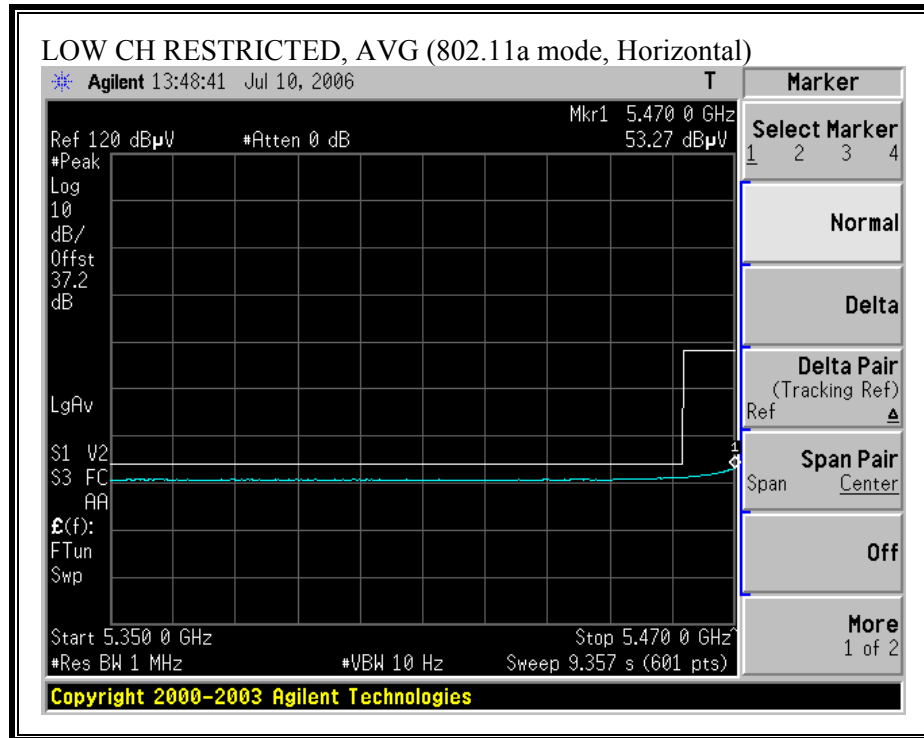 LOW CH RESTRICTED, AVG (802.11a mode, Horizontal)
Agilent 13:48:41 Jul 10, 2006 T
Mkr1 5.470 0 GHz
Ref 120 dBµV #Atten 0 dB 53.27 dBµV
#Peak
Log
10
dB/
Offst
37.2
dB
LgAv
S1 V2
S3 FC
AA
£(f):
FTun
Swp
1
Start 5.350 0 GHz Stop 5.470 0 GHz^
#Res BW 1 MHz #VBW 10 Hz Sweep 9.357 s (601 pts)
Copyright 2000-2003 Agilent Technologies
Marker
Select Marker
1 2 3 4
Normal
Delta
Delta Pair
(Tracking Ref)
Ref Δ
Span Pair
Span Center
Off
More
1 of 2